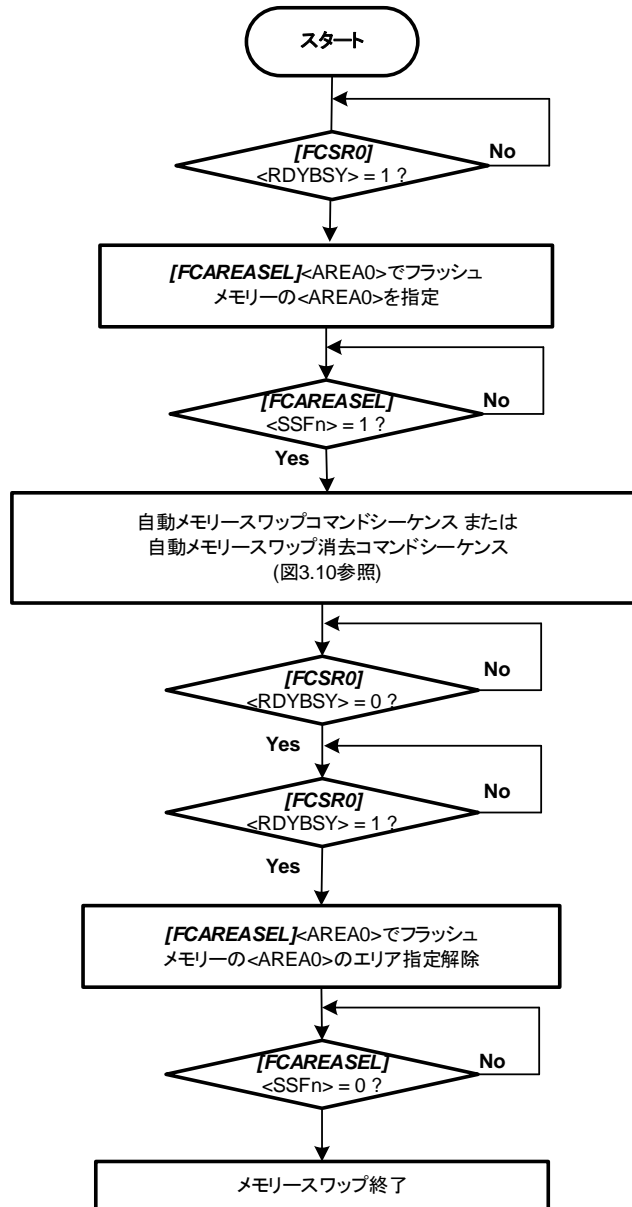 スタート
[FCSR0]
<RDYBSY> = 1 ?
No
[FCAREASEL]<AREA0>でフラッシュ
メモリーの<AREA0>を指定
[FCAREASEL]
<SSFn> = 1 ?
No
Yes
自動メモリースワップコマンドシーケンス または
自動メモリースワップ消去コマンドシーケンス
(図3.10参照)
[FCSR0]
<RDYBSY> = 0 ?
No
Yes
[FCSR0]
<RDYBSY> = 1 ?
No
Yes
[FCAREASEL]<AREA0>でフラッシュ
メモリーの<AREA0>のエリア指定解除
[FCAREASEL]
<SSFn> = 0 ?
No
メモリースワップ終了